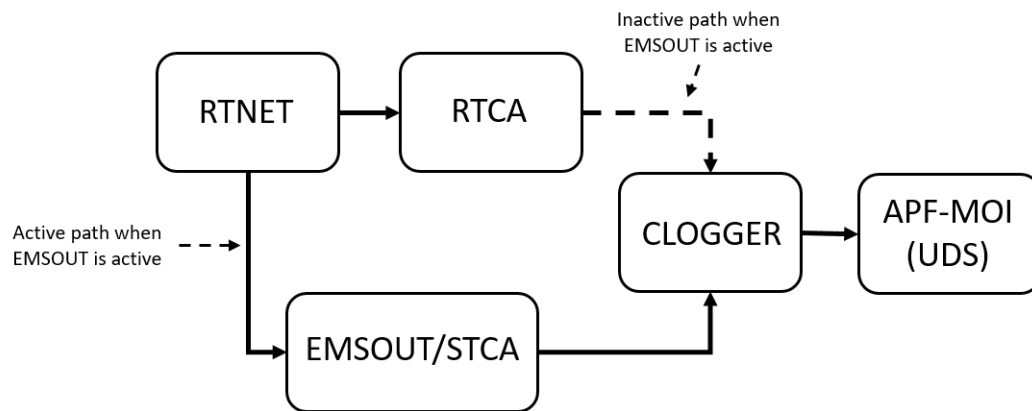 Inactive path when
EMSOUT is active
RTNET
RTCA
Active path when
EMSOUT is active
CLOGGER
APF-MOI
(UDS)
EMSOUT/STCA